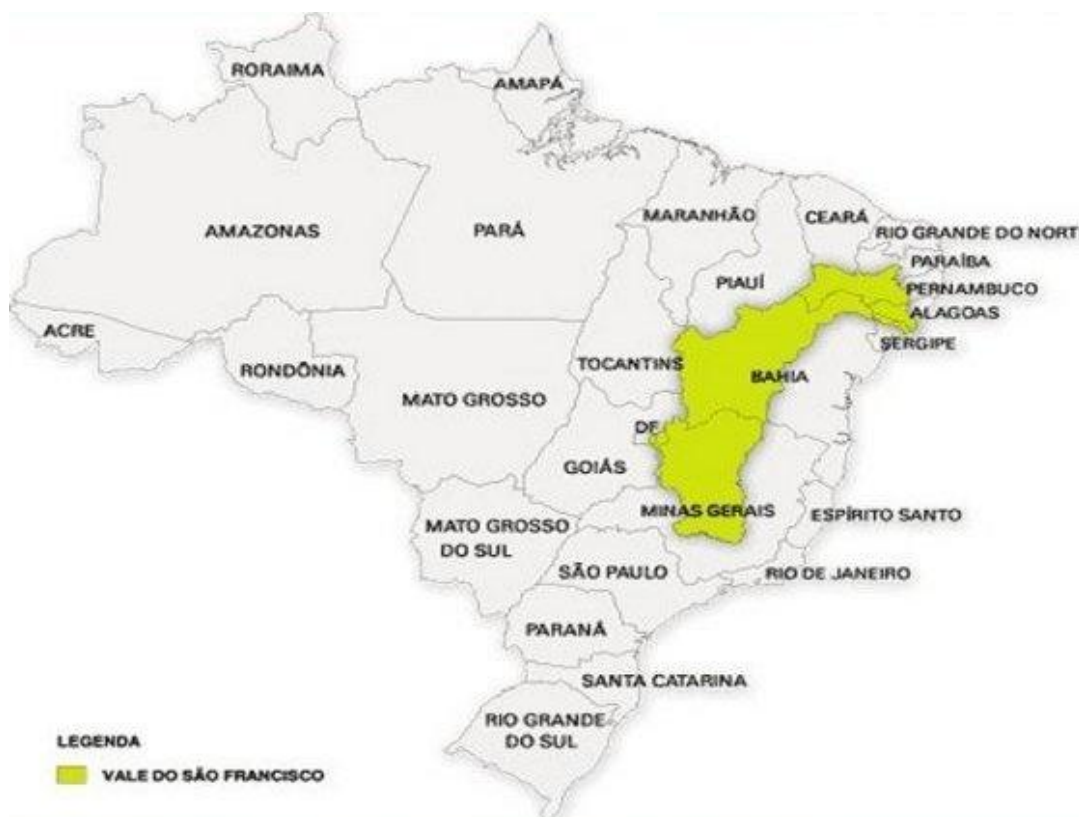 RORAIMA
AMAPÁ
AMAZONAS
PARÁ
MARANHÃO
CEARÁ
RIO GRANDE DO NORT
PARAÍBA
PIAUÍ
PERNAMBUCO
ALAGOAS
SERGIPE
ACRE
RONDÔNIA
TOCANTINS
BAHIA
MATO GROSSO
DF
GOIÁS
MINAS GERAIS
ESPÍRITO SANTO
MATO GROSSO
DO SUL
SÃO PAULO
RIO DE JANEIRO
PARANÁ
SANTA CATARINA
RIO GRANDE
DO SUL
LEGENDA
VALE DO SÃO FRANCISCO